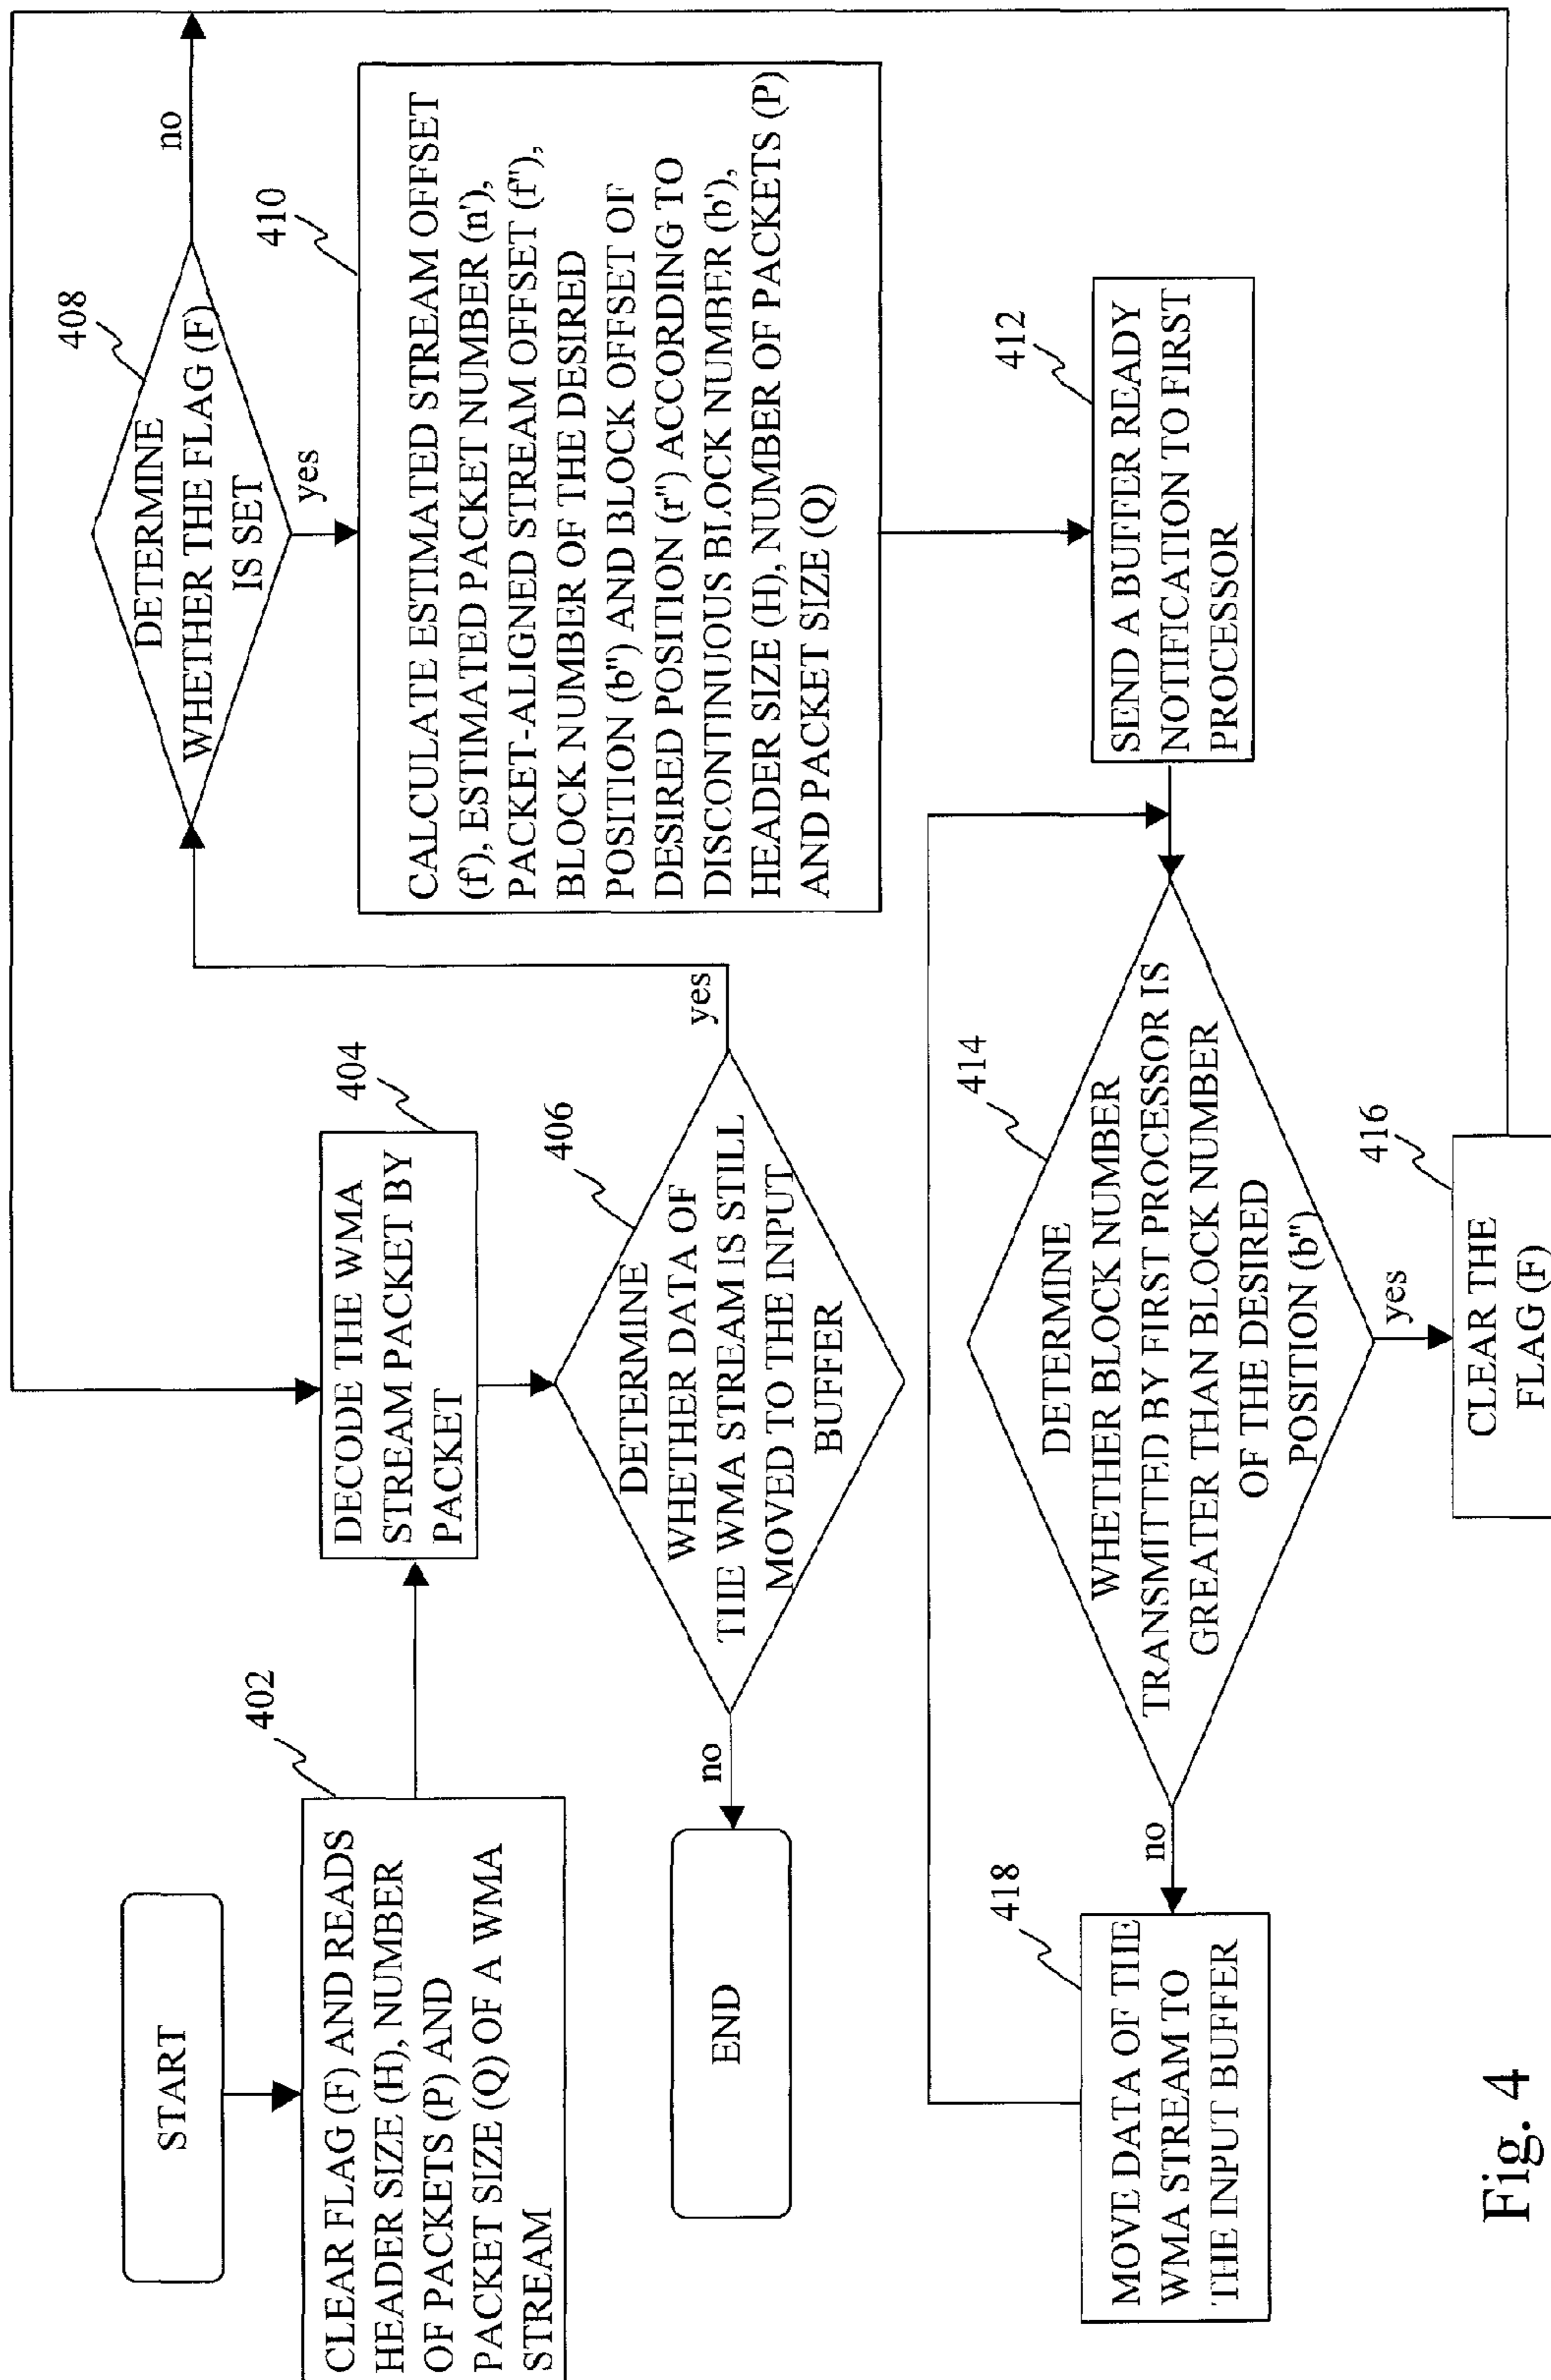 START
402
CLEAR FLAG (F) AND READS
HEADER SIZE (H), NUMBER
OF PACKETS (P) AND
PACKET SIZE (Q) OF A WMA
STREAM
404
DECODE THE WMA
STREAM PACKET BY
PACKET
406
DETERMINE
WHETHER DATA OF
THE WMA STREAM IS STILL
MOVED TO THE INPUT
BUFFER
no
yes
END
408
DETERMINE
WHETHER THE FLAG (F)
IS SET
no
yes
410
CALCULATE ESTIMATED STREAM OFFSET
(f'), ESTIMATED PACKET NUMBER (n'),
PACKET-ALIGNED STREAM OFFSET (f''),
BLOCK NUMBER OF THE DESIRED
POSITION (b'') AND BLOCK OFFSET OF
DESIRED POSITION (r'') ACCORDING TO
DISCONTINUOUS BLOCK NUMBER (b'),
HEADER SIZE (H), NUMBER OF PACKETS (P)
AND PACKET SIZE (Q)
412
SEND A BUFFER READY
NOTIFICATION TO FIRST
PROCESSOR
414
DETERMINE
WHETHER BLOCK NUMBER
TRANSMITTED BY FIRST PROCESSOR IS
GREATER THAN BLOCK NUMBER
OF THE DESIRED
POSITION (b'')
no
yes
416
CLEAR THE
FLAG (F)
418
MOVE DATA OF THE
WMA STREAM TO
THE INPUT BUFFER
Fig. 4